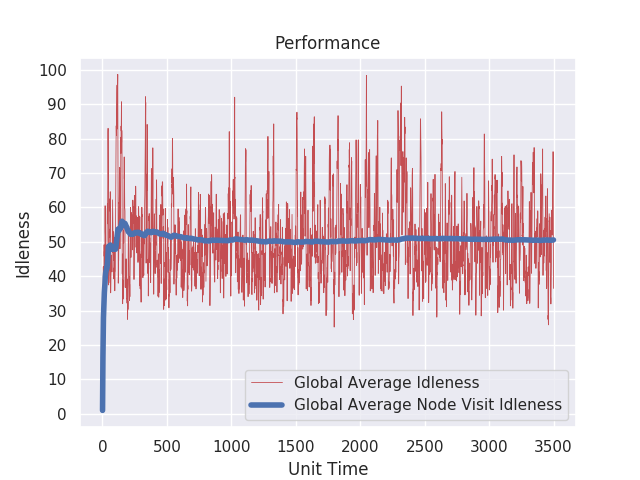 Performance
100
90
80
70
60
50
40
30
20
10
0
Idleness
0 500 1000 1500 2000 2500 3000 3500
Unit Time
Global Average Idleness
Global Average Node Visit Idleness